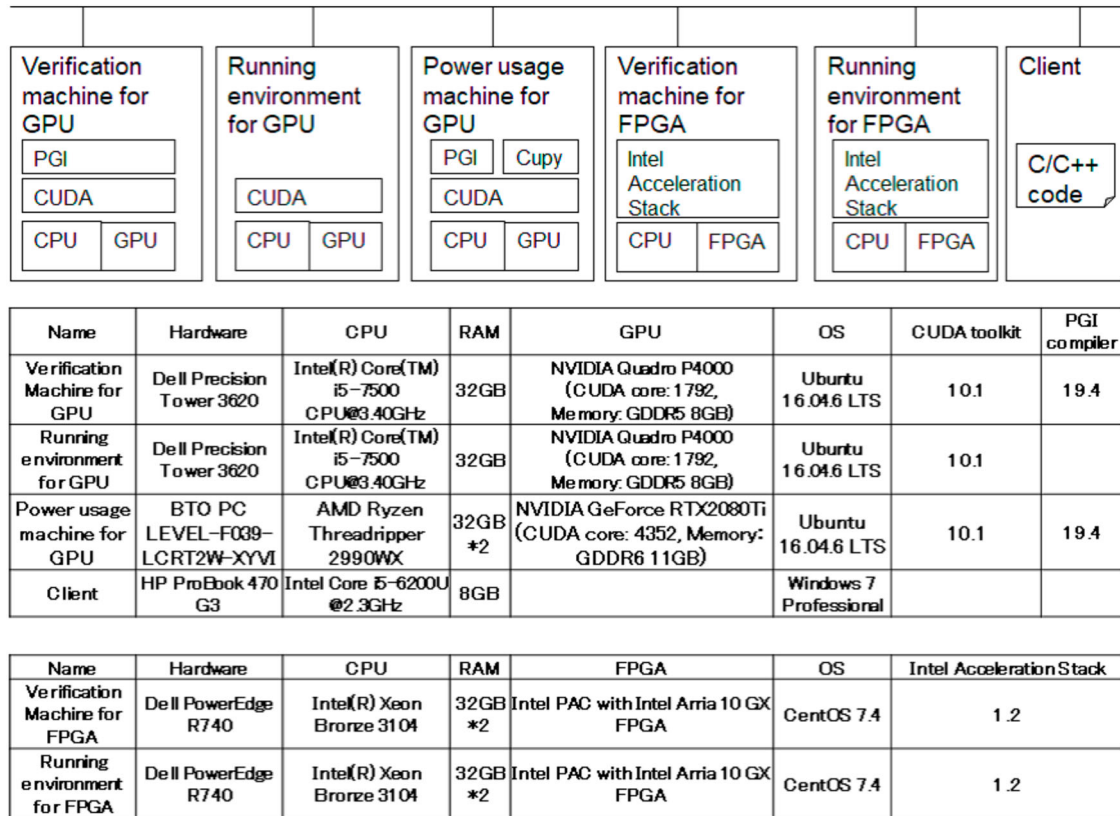 Verification machine for GPU
PGI
CUDA
CPU GPU
Running environment for GPU
CUDA
CPU GPU
Power usage machine for GPU
PGI Cupy
CUDA
CPU GPU
Verification machine for FPGA
Intel Acceleration Stack
CPU FPGA
Running environment for FPGA
Intel Acceleration Stack
CPU FPGA
Client
C/C++ code
Name Hardware CPU RAM GPU OS CUDA toolkit PGI compiler
Verification Machine for GPU Dell Precision Tower 3620 Intel(R) Core(TM) i5-7500 CPU@3.40GHz 32GB NVIDIA Quadro P4000 (CUDA core: 1792, Memory: GDDR5 8GB) Ubuntu 16.04.6 LTS 10.1 19.4
Running environment for GPU Dell Precision Tower 3620 Intel(R) Core(TM) i5-7500 CPU@3.40GHz 32GB NVIDIA Quadro P4000 (CUDA core: 1792, Memory: GDDR5 8GB) Ubuntu 16.04.6 LTS 10.1
Power usage machine for GPU BTO PC LEVEL-F039-LCRT2W-XYVI AMD Ryzen Threadripper 2990WX 32GB *2 NVIDIA GeForce RTX2080Ti (CUDA core: 4352, Memory: GDDR6 11GB) Ubuntu 16.04.6 LTS 10.1 19.4
Client HP ProBook 470 G3 Intel Core i5-6200U @2.3GHz 8GB Windows 7 Professional
Name Hardware CPU RAM FPGA OS Intel Acceleration Stack
Verification Machine for FPGA Dell PowerEdge R740 Intel(R) Xeon Bronze 3104 32GB *2 Intel PAC with Intel Arria 10 GX FPGA CentOS 7.4 1.2
Running environment for FPGA Dell PowerEdge R740 Intel(R) Xeon Bronze 3104 32GB *2 Intel PAC with Intel Arria 10 GX FPGA CentOS 7.4 1.2